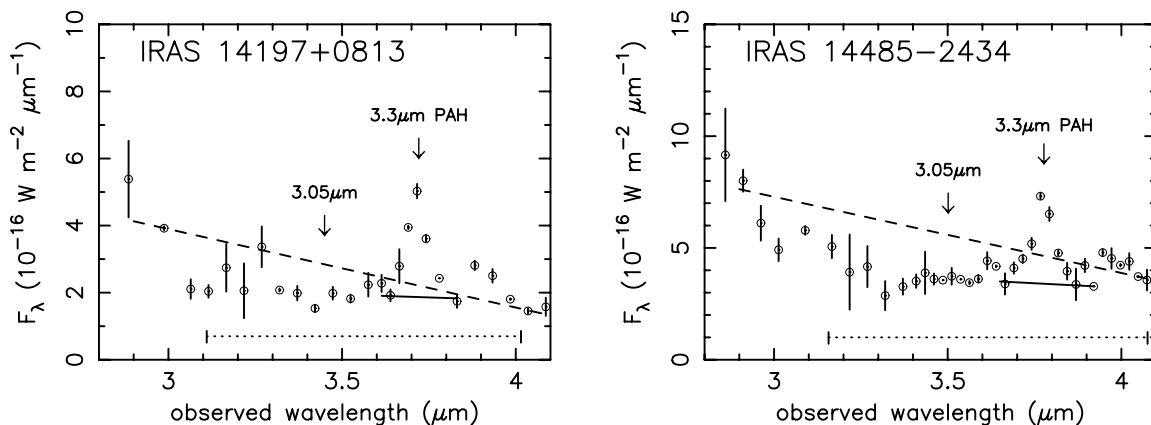 IRAS 14197+0813
3.3μm PAH
3.05μm
F_λ (10⁻¹⁶ W m⁻² μm⁻¹)
10
8
6
4
2
0
3
3.5
4
observed wavelength (μm)
IRAS 14485−2434
3.3μm PAH
3.05μm
F_λ (10⁻¹⁶ W m⁻² μm⁻¹)
15
10
5
0
3
3.5
4
observed wavelength (μm)